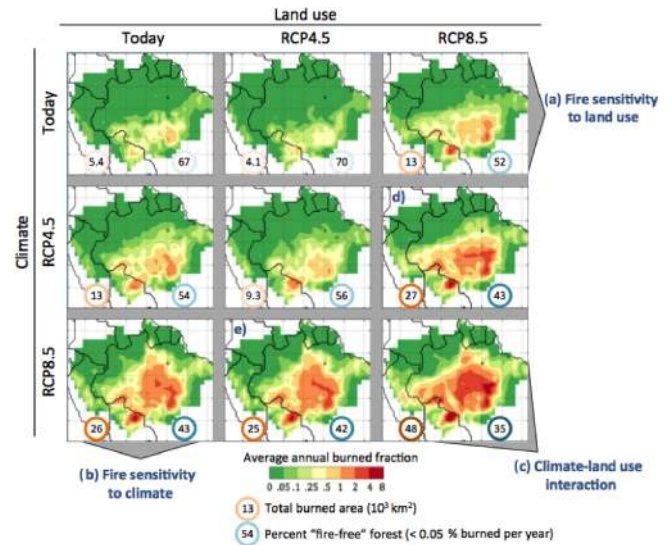 Land use
Today
RCP4.5
RCP8.5
Climate
Today
5.4
67
4.1
70
13
52
(a) Fire sensitivity
to land use
RCP4.5
13
54
9.3
56
d)
27
43
RCP8.5
26
43
e)
25
42
48
35
(b) Fire sensitivity
to climate
Average annual burned fraction
0 .05 .1 .25 .5 1 2 4 8
(c) Climate-land use
interaction
13 Total burned area (10³ km²)
54 Percent "fire-free" forest (< 0.05 % burned per year)